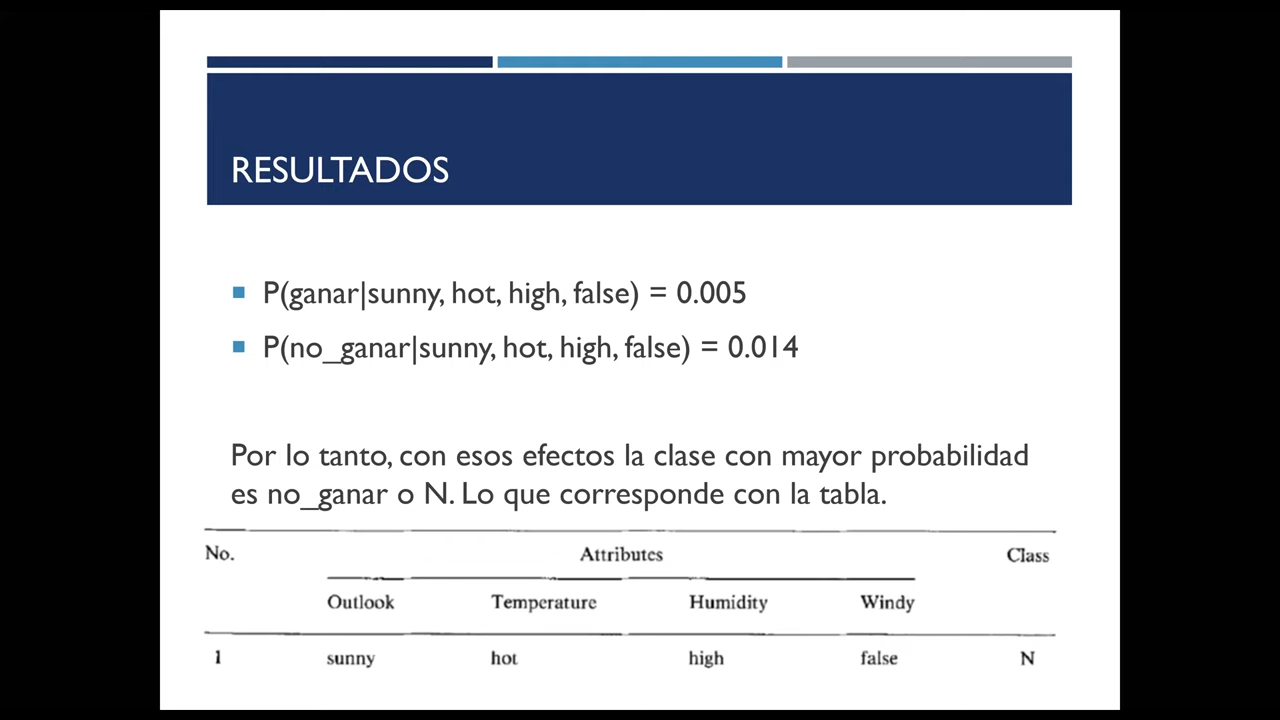 RESULTADOS
P(ganar|sunny, hot, high, false) = 0.005
P(no_ganar|sunny, hot, high, false) = 0.014
Por lo tanto, con esos efectos la clase con mayor probabilidad
es no_ganar o N. Lo que corresponde con la tabla.
No. Attributes Class
Outlook Temperature Humidity Windy
1 sunny hot high false N